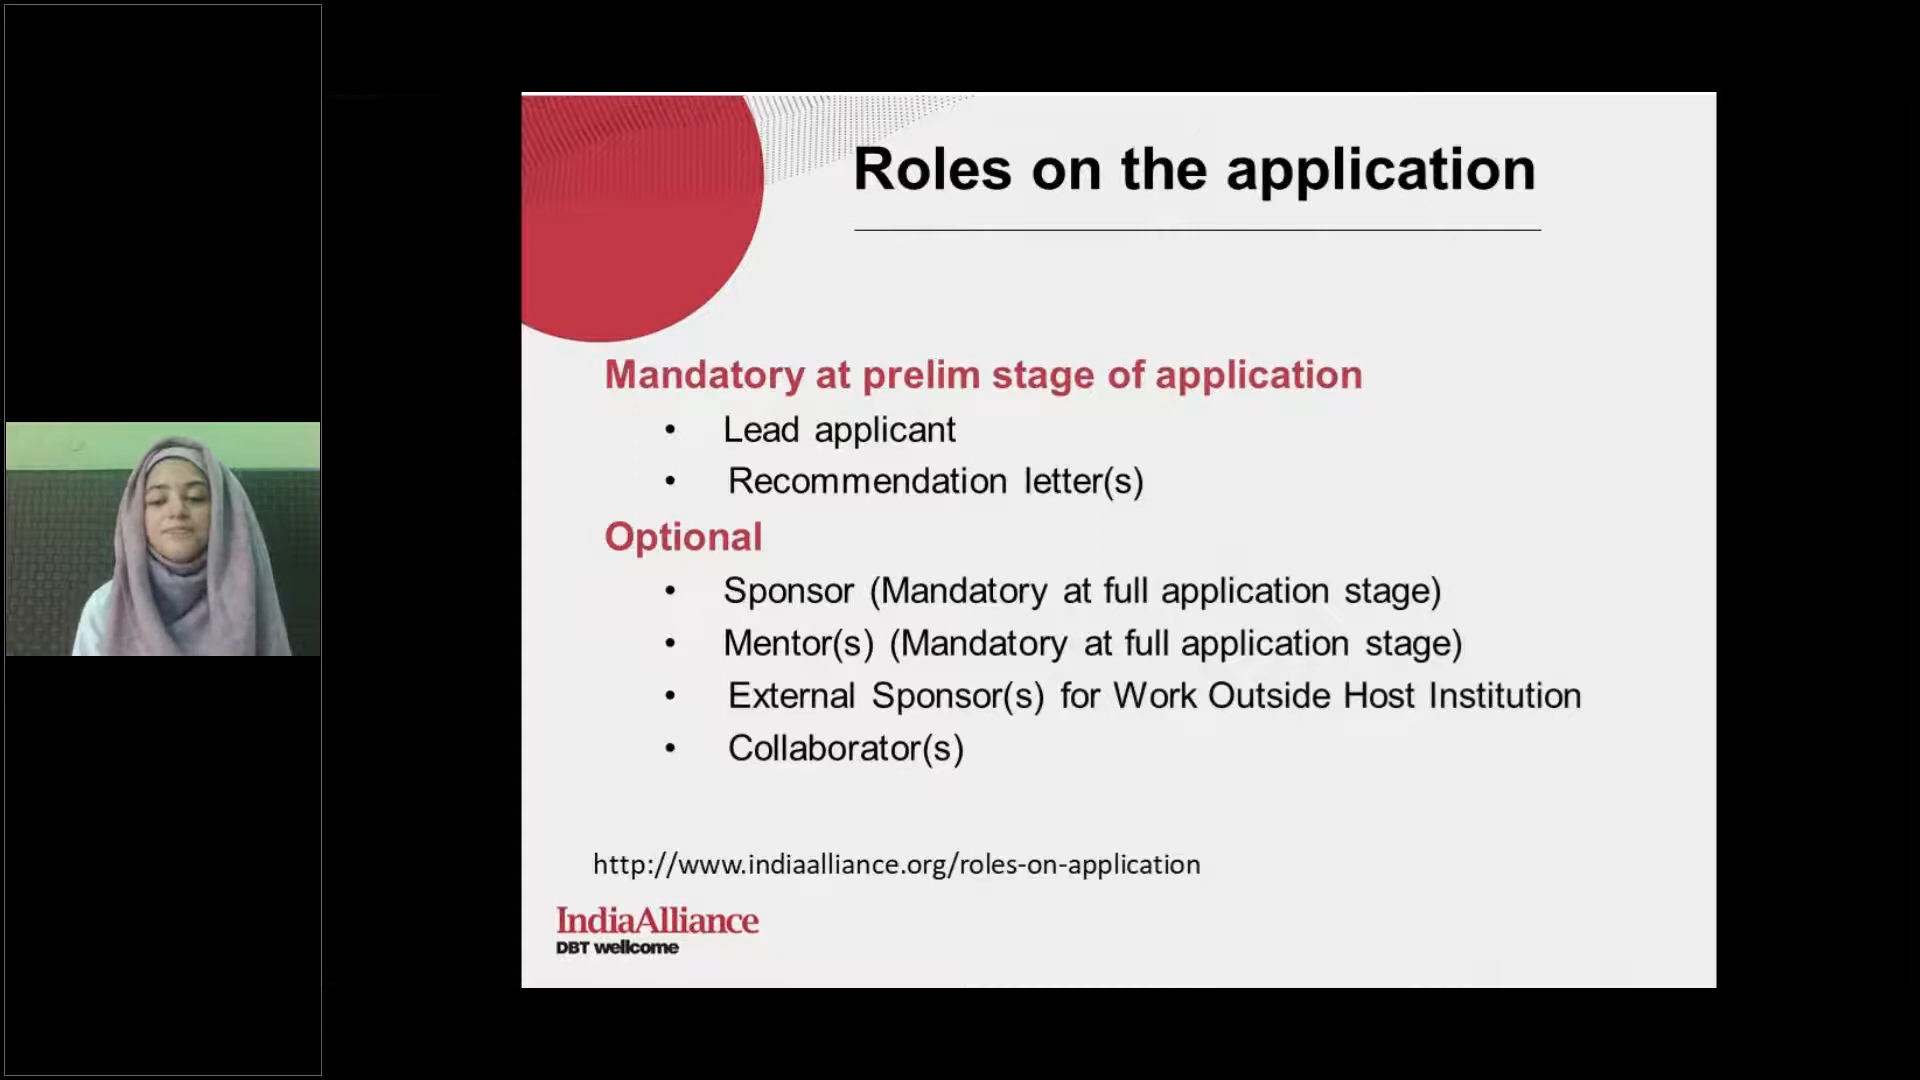 Roles on the application
Mandatory at prelim stage of application
• Lead applicant
• Recommendation letter(s)
Optional
• Sponsor (Mandatory at full application stage)
• Mentor(s) (Mandatory at full application stage)
• External Sponsor(s) for Work Outside Host Institution
• Collaborator(s)
http://www.indiaalliance.org/roles-on-application
IndiaAlliance
DBT wellcome